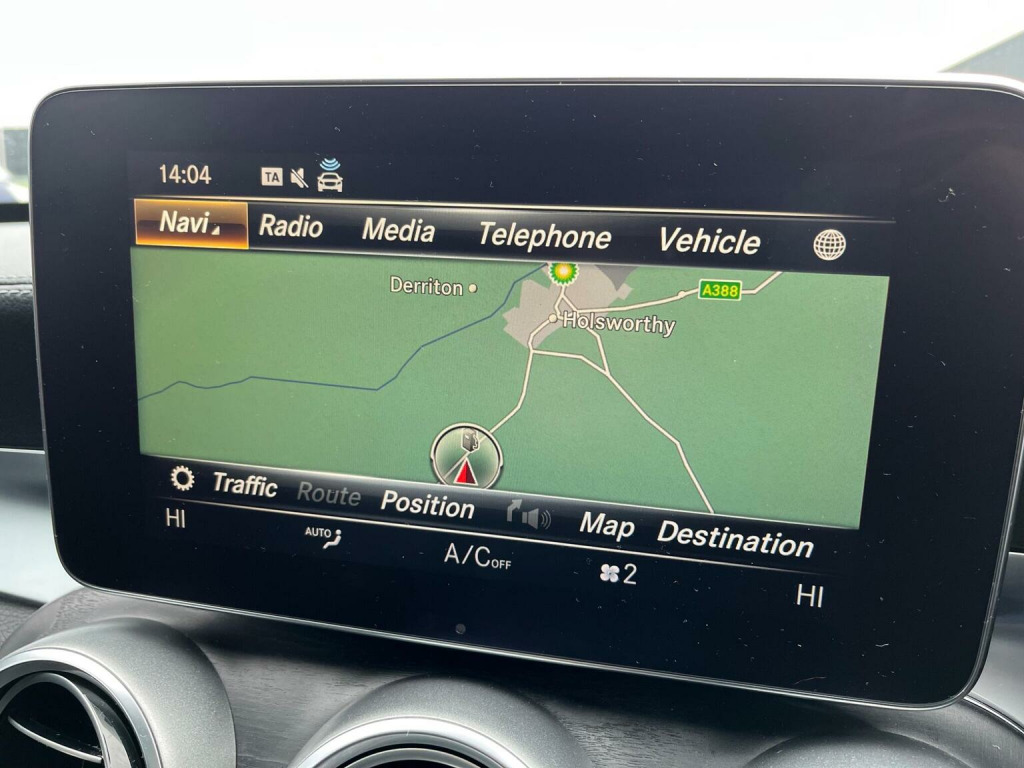 14:04 TA
Navi Radio Media Telephone Vehicle
Derriton
A388
Holsworthy
Traffic Route Position Map Destination
HI AUTO A/C OFF 2 HI